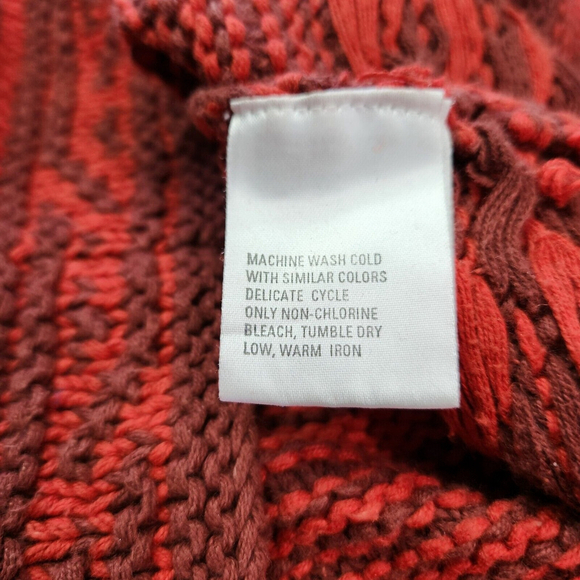 MACHINE WASH COLD
WITH SIMILAR COLORS
DELICATE CYCLE
ONLY NON-CHLORINE
BLEACH, TUMBLE DRY
LOW, WARM IRON